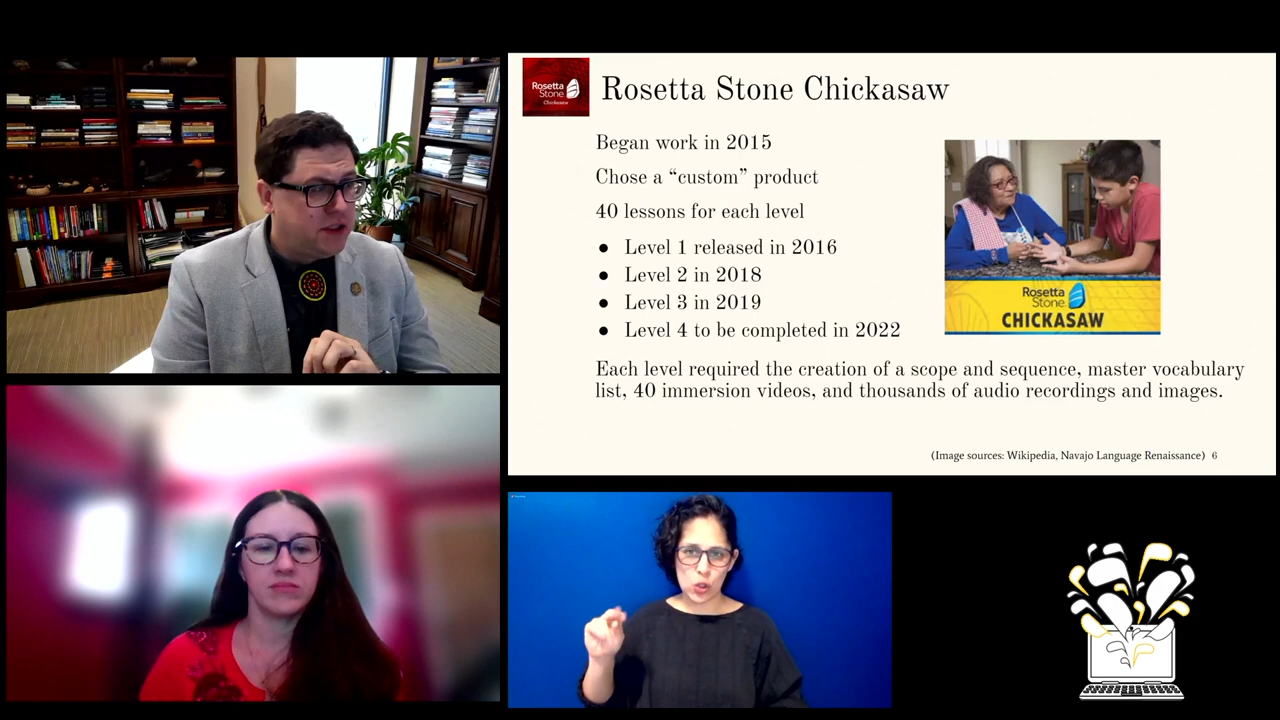 Rosetta
Stone
Chickasaw
Rosetta Stone Chickasaw
Began work in 2015
Chose a “custom” product
40 lessons for each level
● Level 1 released in 2016
● Level 2 in 2018
● Level 3 in 2019
● Level 4 to be completed in 2022
Rosetta
Stone
CHICKASAW
Each level required the creation of a scope and sequence, master vocabulary
list, 40 immersion videos, and thousands of audio recordings and images.
(Image sources: Wikipedia, Navajo Language Renaissance) 6